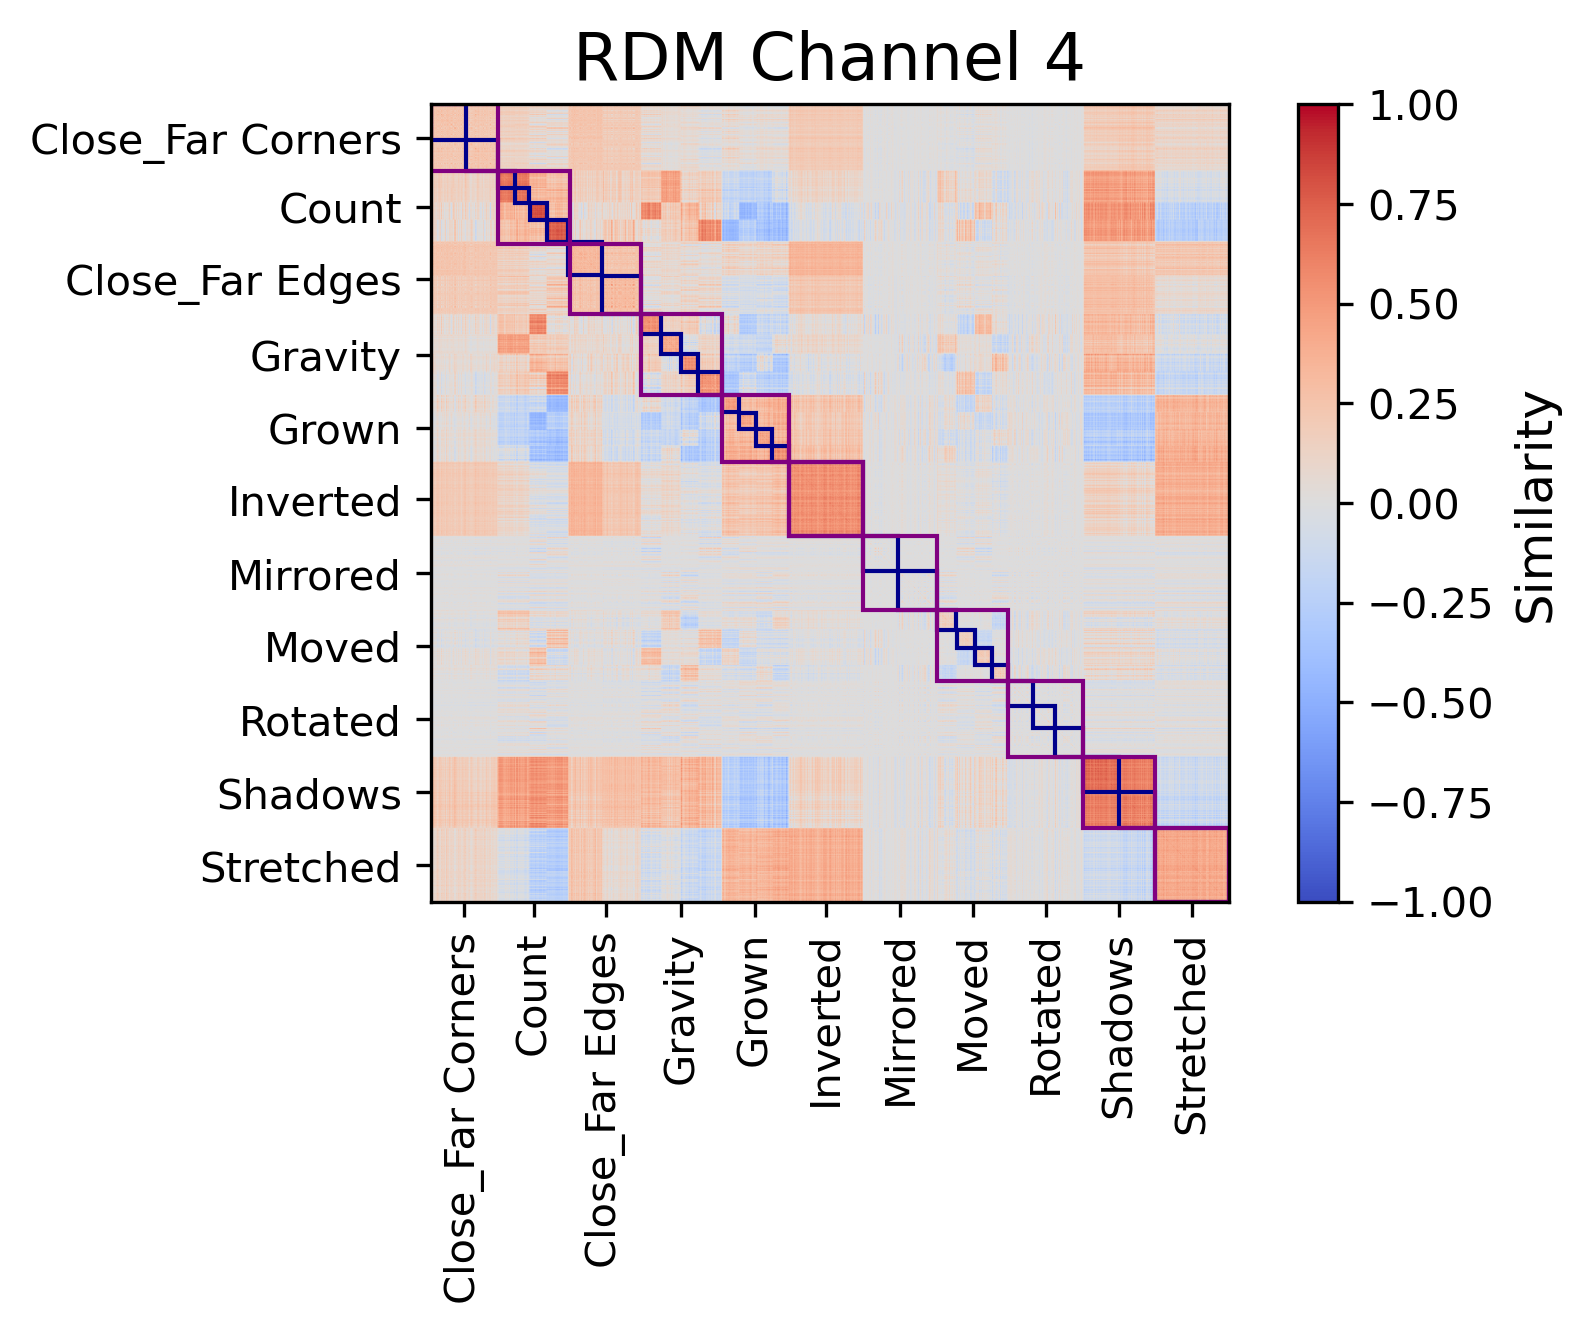 RDM Channel 4
Close_Far Corners
Count
Close_Far Edges
Gravity
Grown
Inverted
Mirrored
Moved
Rotated
Shadows
Stretched
Close_Far Corners
Count
Close_Far Edges
Gravity
Grown
Inverted
Mirrored
Moved
Rotated
Shadows
Stretched
1.00
0.75
0.50
0.25
0.00
−0.25
−0.50
−0.75
−1.00
Similarity